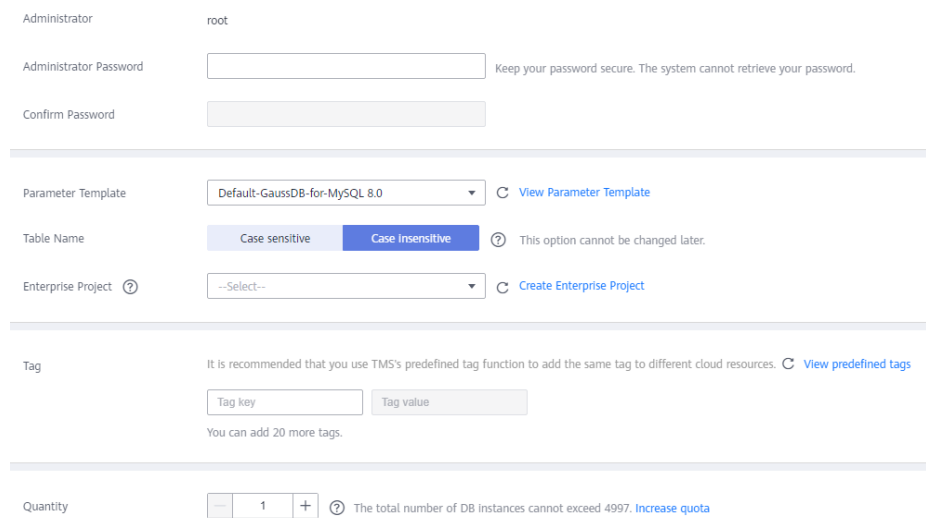 Administrator root
Administrator Password Keep your password secure. The system cannot retrieve your password.
Confirm Password
Parameter Template Default-GaussDB-for-MySQL 8.0 View Parameter Template
Table Name Case sensitive Case insensitive ? This option cannot be changed later.
Enterprise Project ? --Select-- Create Enterprise Project
Tag It is recommended that you use TMS's predefined tag function to add the same tag to different cloud resources. View predefined tags
Tag key Tag value
You can add 20 more tags.
Quantity — 1 + ? The total number of DB instances cannot exceed 4997. Increase quota